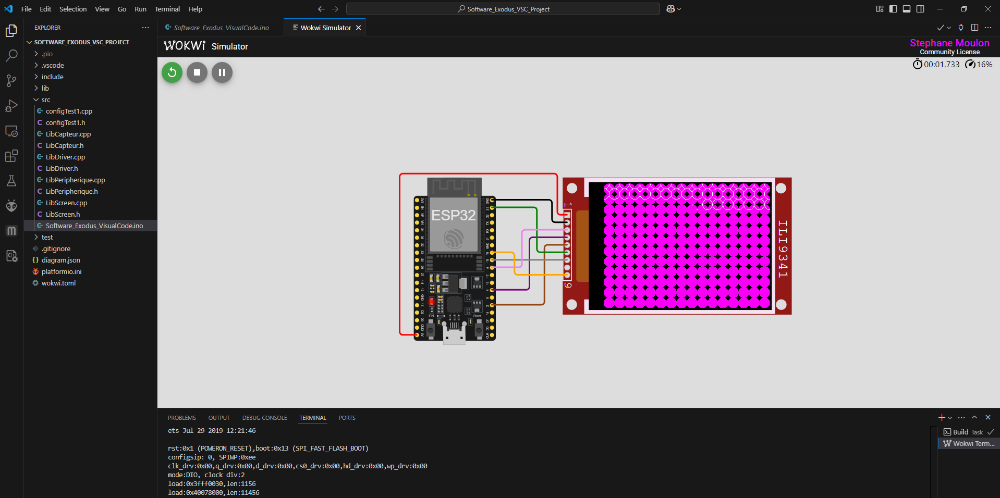 File Edit Selection View Go Run Terminal Help
Software_Exodus_VSC_Project
EXPLORER
SOFTWARE_EXODUS_VSC_PROJECT
.pio
.vscode
include
lib
src
configTest1.cpp
configTest1.h
LibCapteur.cpp
LibCapteur.h
LibDriver.cpp
LibDriver.h
LibPeripherique.cpp
LibPeripherique.h
LibScreen.cpp
LibScreen.h
Software_Exodus_VisualCode.ino
test
.gitignore
diagram.json
platformio.ini
wokwi.toml
Software_Exodus_VisualCode.ino
Wokwi Simulator
WOKWi Simulator
Stephane Moulon
Community License
00:01.733 16%
ESP32
EN
Boot
1
9
ILI9341
PROBLEMS OUTPUT DEBUG CONSOLE TERMINAL PORTS
ets Jul 29 2019 12:21:46
rst:0x1 (POWERON_RESET),boot:0x13 (SPI_FAST_FLASH_BOOT)
configsip: 0, SPIWP:0xee
clk_drv:0x00,q_drv:0x00,d_drv:0x00,cs0_drv:0x00,hd_drv:0x00,wp_drv:0x00
mode:DIO, clock div:2
load:0x3fff0030,len:1156
load:0x40078000,len:11456
Build Task
Wokwi Term...